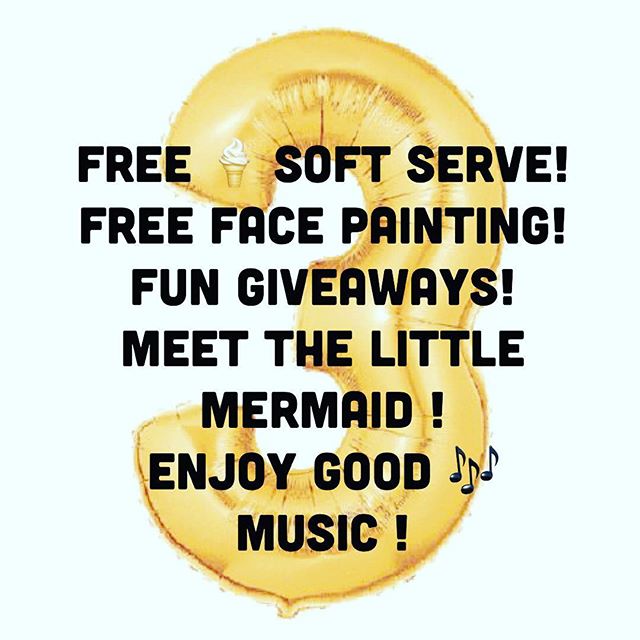 FREE 🍦 SOFT SERVE!
FREE FACE PAINTING!
FUN GIVEAWAYS!
MEET THE LITTLE
MERMAID !
ENJOY GOOD 🎶
MUSIC !